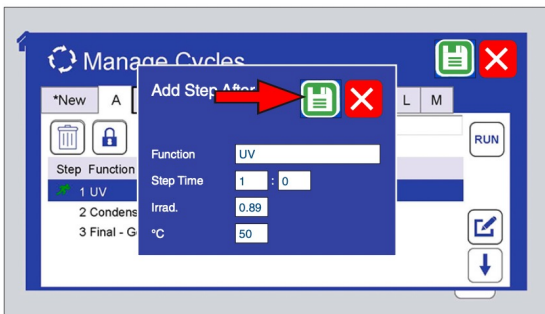 Manage Cycles
*New A L M
Add Step After
RUN
Function UV
Step Time 1 : 0
Irrad. 0.89
°C 50
Step Function
1 UV
2 Condens
3 Final - G